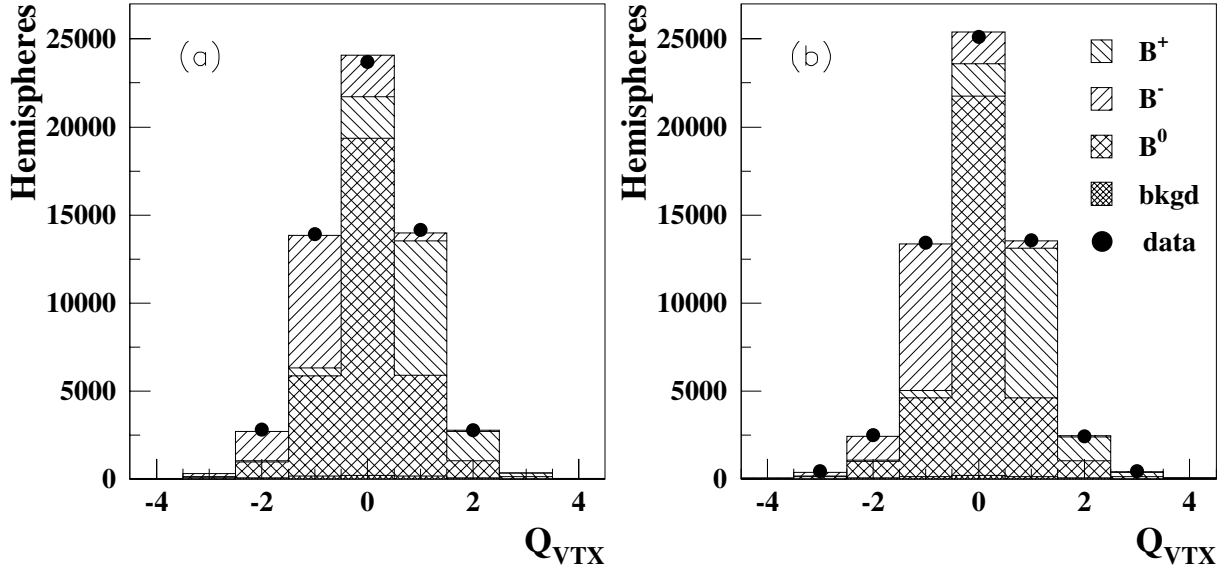 Hemispheres
25000
20000
15000
10000
5000
0
(a)
-4 -2 0 2 4
Q_VTX
Hemispheres
25000
20000
15000
10000
5000
0
(b)
B⁺
B⁻
B⁰
bkgd
data
-4 -2 0 2 4
Q_VTX